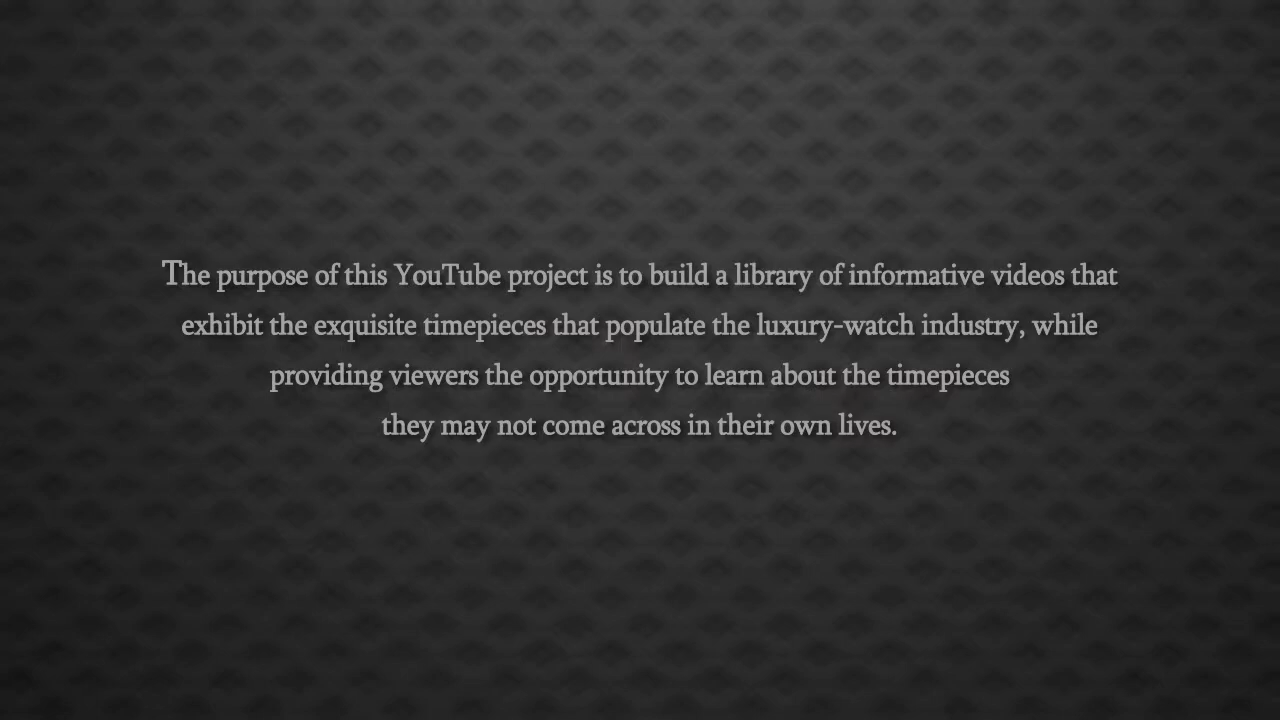 The purpose of this YouTube project is to build a library of informative videos that
exhibit the exquisite timepieces that populate the luxury-watch industry, while
providing viewers the opportunity to learn about the timepieces
they may not come across in their own lives.